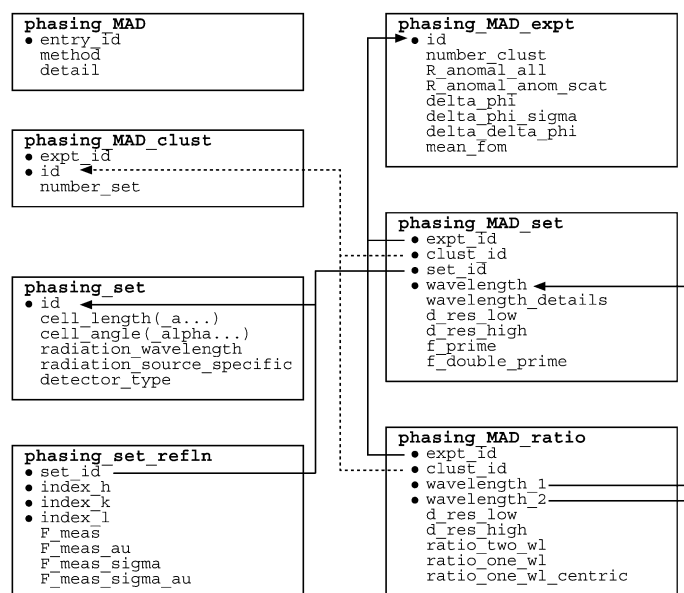 phasing_MAD
• entry_id
method
detail
phasing_MAD_clust
• expt_id
• id
number_set
phasing_set
• id
cell_length(_a...)
cell_angle(_alpha...)
radiation_wavelength
radiation_source_specific
detector_type
phasing_set_refln
• set_id
• index_h
• index_k
• index_l
F_meas
F_meas_au
F_meas_sigma
F_meas_sigma_au
phasing_MAD_expt
• id
number_clust
R_anomal_all
R_anomal_anom_scat
delta_phi
delta_phi_sigma
delta_delta_phi
mean_fom
phasing_MAD_set
• expt_id
• clust_id
• set_id
• wavelength
wavelength_details
d_res_low
d_res_high
f_prime
f_double_prime
phasing_MAD_ratio
• expt_id
• clust_id
• wavelength_1
• wavelength_2
d_res_low
d_res_high
ratio_two_wl
ratio_one_wl
ratio_one_wl_centric